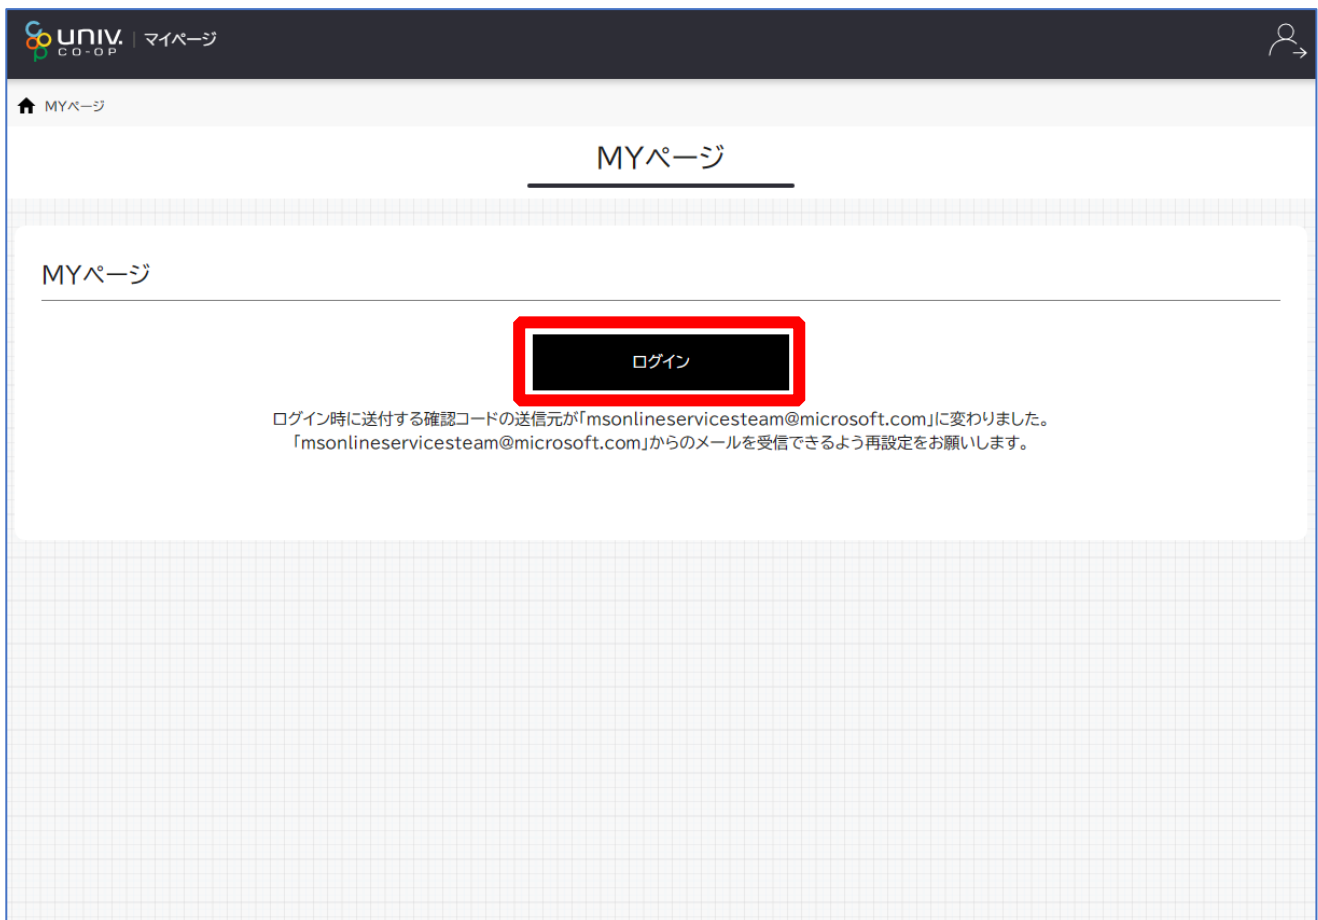 UNIV. CO-OP マイページ
MYページ
MYページ
MYページ
ログイン
ログイン時に送付する確認コードの送信元が「msonlineservicesteam@microsoft.com」に変わりました。
「msonlineservicesteam@microsoft.com」からのメールを受信できるよう再設定をお願いします。